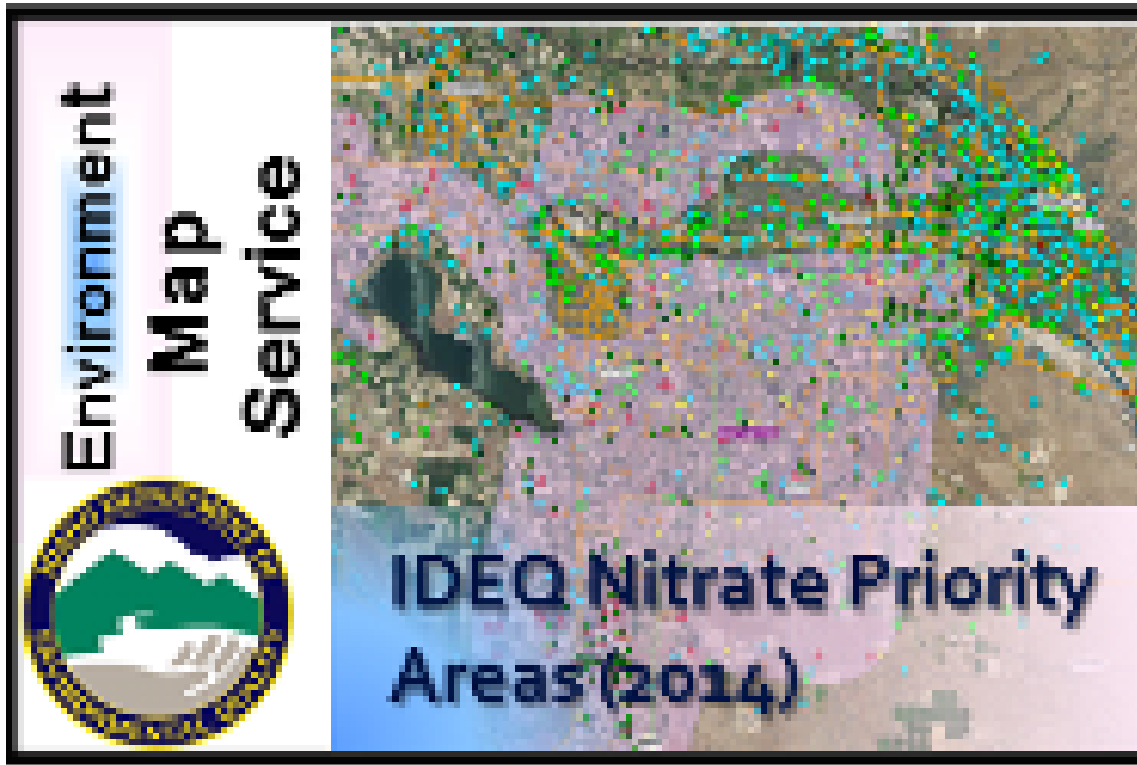 Environment
Map
Service
IDEQ Nitrate Priority
Areas (2014)